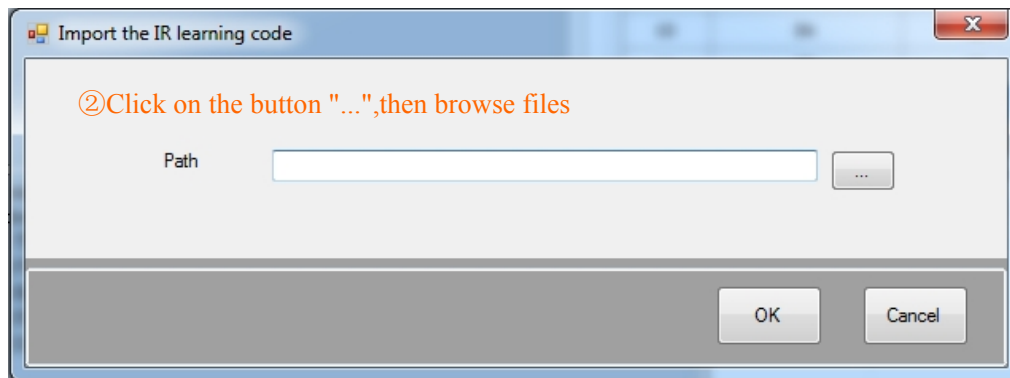 Import the IR learning code
②Click on the button "...",then browse files
Path
...
OK
Cancel